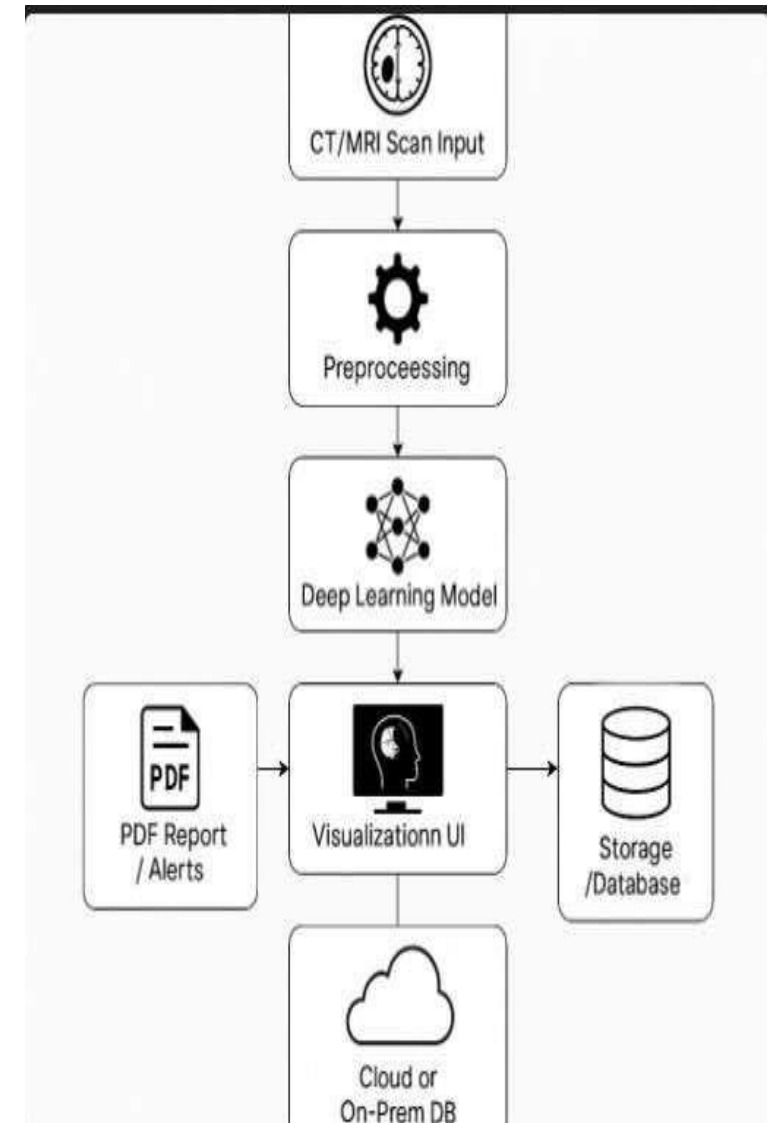 CT/MRI Scan Input
Preproceessing
Deep Learning Model
PDF
PDF Report
/ Alerts
Visualizationn UI
Storage
/Database
Cloud or
On-Prem DB